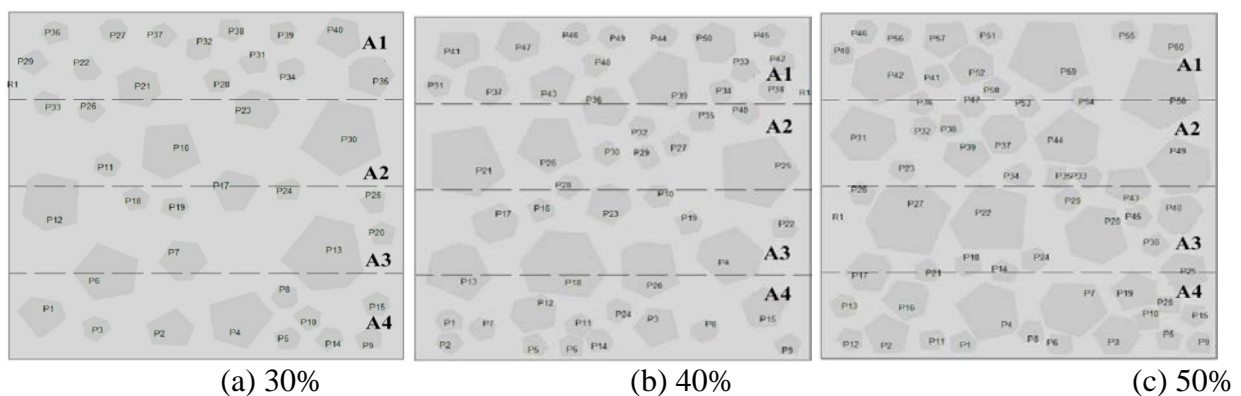 P36
P27
P37
P38
P32
P39
P40
A1
P29
P22
P31
P34
P35
R1
P21
P28
P33
P26
P23
P16
P30
P11
A2
P17
P24
P18
P19
P25
P12
P20
P7
P13
A3
P6
P8
P1
P15
P3
P2
P4
P10
A4
P5
P14
P9
(a) 30%
P41
P47
P46
P49
P44
P50
P45
P48
P33
P42
A1
P31
P37
P43
P36
P39
P34
P38
R1
P35
P40
A2
P32
P30
P29
P27
P26
P21
P25
P28
P10
P17
P16
P23
P19
P22
P4
A3
P13
P18
P20
A4
P12
P24
P1
P7
P11
P3
P8
P15
P2
P5
P14
P9
(b) 40%
P46
P56
P57
P51
P55
P60
P48
A1
P42
P41
P52
P59
P58
P36
P47
P53
P54
P50
A2
P31
P32
P38
P37
P44
P39
P49
P23
P34
P35
P33
P26
P27
P22
P29
P43
P40
R1
P20
P45
P30
A3
P17
P21
P18
P14
P24
P25
A4
P13
P16
P7
P19
P28
P10
P15
P4
P12
P2
P11
P1
P8
P6
P3
P5
P9
(c) 50%